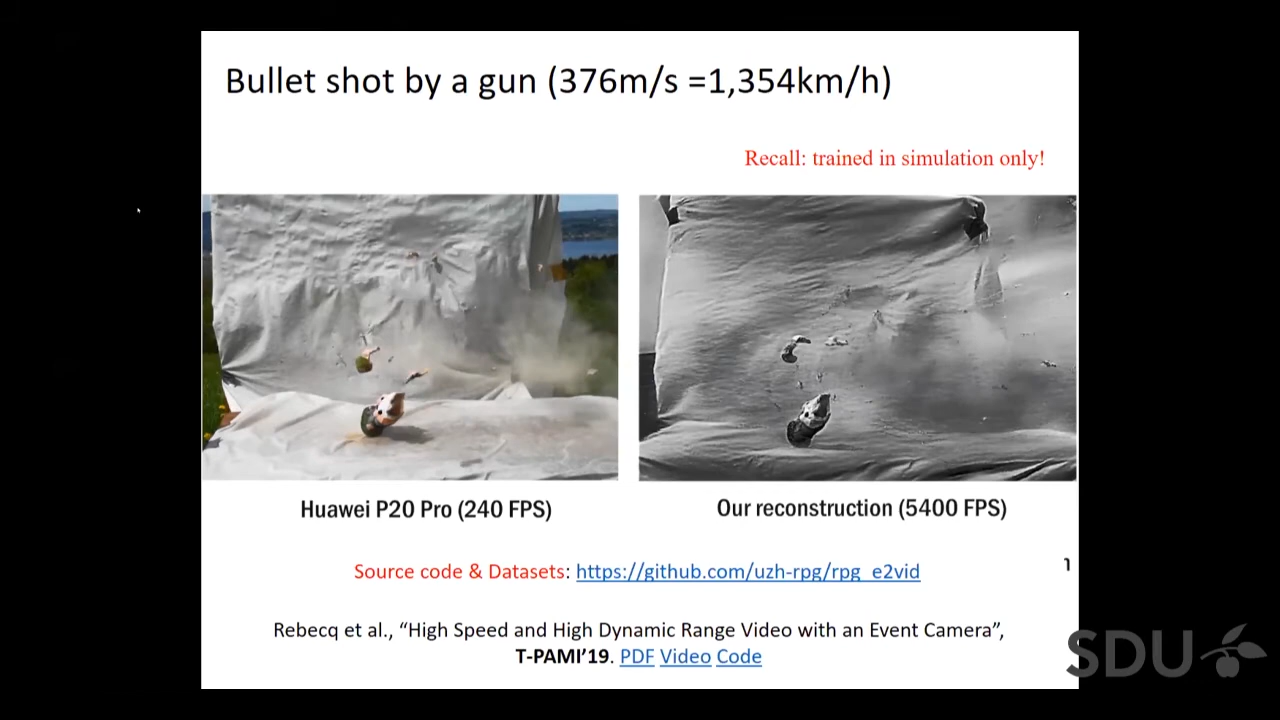 Bullet shot by a gun (376m/s =1,354km/h)
Recall: trained in simulation only!
Huawei P20 Pro (240 FPS)
Our reconstruction (5400 FPS)
Source code & Datasets: https://github.com/uzh-rpg/rpg_e2vid
Rebecq et al., “High Speed and High Dynamic Range Video with an Event Camera”,
T-PAMI’19. PDF Video Code
SDU